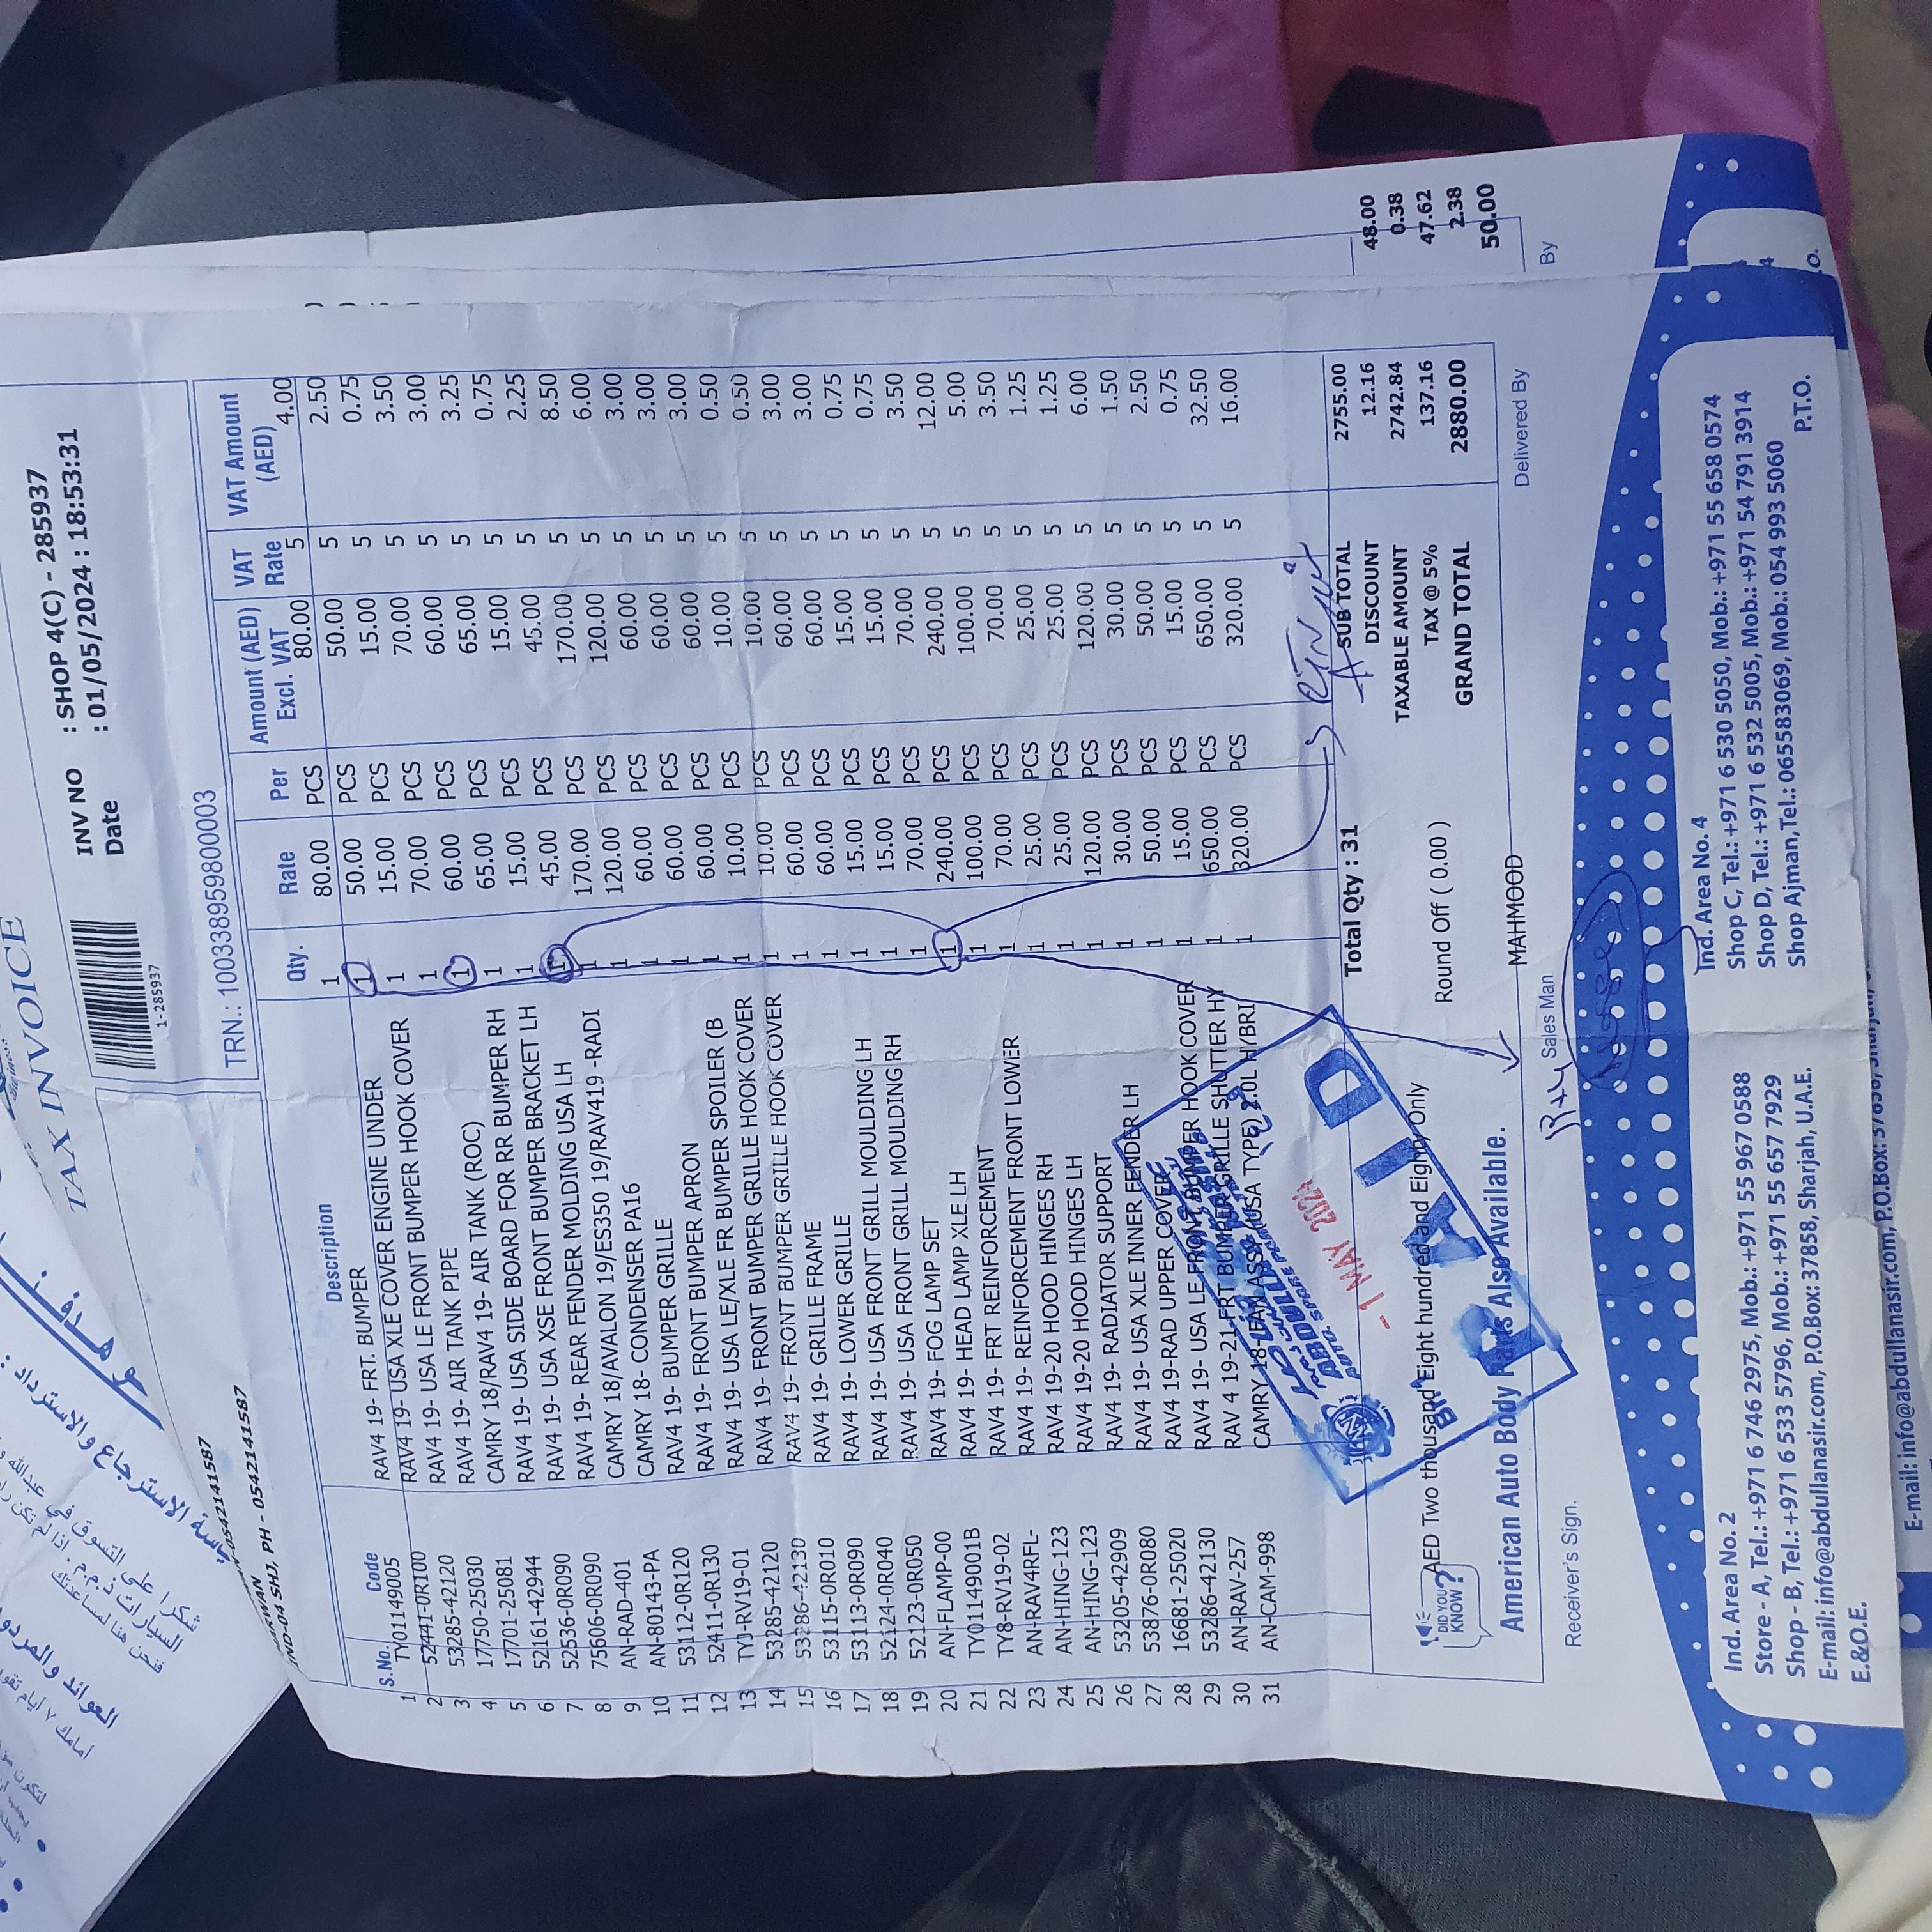 TAX INVOICE
INV NO : SHOP 4(C) - 285937
Date : 01/05/2024 : 18:53:31
1-285937
TRN.: 100338959800003
IND-04 SHJ, PH - 0542141587
S.No. Code Description Qty. Rate Per Amount (AED) Excl. VAT VAT Rate VAT Amount (AED)
1 TY01149005 RAV4 19- FRT. BUMPER 1 80.00 PCS 80.00 5 4.00
2 52441-0R100 RAV4 19- USA XLE COVER ENGINE UNDER 1 50.00 PCS 50.00 5 2.50
3 53285-42120 RAV4 19- USA LE FRONT BUMPER HOOK COVER 1 15.00 PCS 15.00 5 0.75
4 17750-25030 RAV4 19- AIR TANK PIPE 1 70.00 PCS 70.00 5 3.50
5 17701-25081 CAMRY 18/RAV4 19- AIR TANK (ROC) 1 60.00 PCS 60.00 5 3.00
6 52161-42944 RAV4 19- USA SIDE BOARD FOR RR BUMPER RH 1 65.00 PCS 65.00 5 3.25
7 52536-0R090 RAV4 19- USA XSE FRONT BUMPER BRACKET LH 1 15.00 PCS 15.00 5 0.75
8 75606-0R090 RAV4 19- REAR FENDER MOLDING USA LH 1 45.00 PCS 45.00 5 2.25
9 AN-RAD-401 CAMRY 18/AVALON 19/ES350 19/RAV419 -RADI 1 170.00 PCS 170.00 5 8.50
10 AN-80143-PA CAMRY 18- CONDENSER PA16 1 120.00 PCS 120.00 5 6.00
11 53112-0R120 RAV4 19- BUMPER GRILLE 1 60.00 PCS 60.00 5 3.00
12 52411-0R130 RAV4 19- FRONT BUMPER APRON 1 60.00 PCS 60.00 5 3.00
13 TYJ-RV19-01 RAV4 19- USA LE/XLE FR BUMPER SPOILER (B 1 60.00 PCS 60.00 5 3.00
14 53285-42120 RAV4 19- FRONT BUMPER GRILLE HOOK COVER 1 10.00 PCS 10.00 5 0.50
15 53286-42130 RAV4 19- FRONT BUMPER GRILLE HOOK COVER 1 10.00 PCS 10.00 5 0.50
16 53115-0R010 RAV4 19- GRILLE FRAME 1 60.00 PCS 60.00 5 3.00
17 53113-0R090 RAV4 19- LOWER GRILLE 1 60.00 PCS 60.00 5 3.00
18 52124-0R040 RAV4 19- USA FRONT GRILL MOULDING LH 1 15.00 PCS 15.00 5 0.75
19 52123-0R050 RAV4 19- USA FRONT GRILL MOULDINGRH 1 15.00 PCS 15.00 5 0.75
20 AN-FLAMP-00 RAV4 19- FOG LAMP SET 1 70.00 PCS 70.00 5 3.50
21 TY01149001B RAV4 19- HEAD LAMP XLE LH 1 240.00 PCS 240.00 5 12.00
22 TY8-RV19-02 RAV4 19- FRT REINFORCEMENT 1 100.00 PCS 100.00 5 5.00
23 AN-RAV4RFL- RAV4 19- REINFORCEMENT FRONT LOWER 1 70.00 PCS 70.00 5 3.50
24 AN-HING-123 RAV4 19-20 HOOD HINGES RH 1 25.00 PCS 25.00 5 1.25
25 AN-HING-123 RAV4 19-20 HOOD HINGES LH 1 25.00 PCS 25.00 5 1.25
26 53205-42909 RAV4 19- RADIATOR SUPPORT 1 120.00 PCS 120.00 5 6.00
27 53876-0R080 RAV4 19- USA XLE INNER FENDER LH 1 30.00 PCS 30.00 5 1.50
28 16681-25020 RAV4 19-RAD UPPER COVER 1 50.00 PCS 50.00 5 2.50
29 53286-42130 RAV4 19- USA LE FRONT BUMPER HOOK COVER 1 15.00 PCS 15.00 5 0.75
30 AN-RAV-257 RAV 4 19-21 FRT BUMPER GRILLE SHUTTER HY 1 650.00 PCS 650.00 5 32.50
31 AN-CAM-998 CAMRY 18-FAN ASSY (USA TYPE) 2.0L HYBRI 1 320.00 PCS 320.00 5 16.00
- 1 MAY 2024
PAID
Total Qty : 31
SUB TOTAL 2755.00
DISCOUNT 12.16
TAXABLE AMOUNT 2742.84
TAX @ 5% 137.16
Round Off ( 0.00 )
GRAND TOTAL 2880.00
AED Two thousand Eight hundred and Eighty Only
DID YOU KNOW?
American Auto Body Parts Also Available.
MAHMOOD
Receiver's Sign. Sales Man Delivered By
Ind. Area No. 2
Store - A, Tel.: +971 6 746 2975, Mob.: +971 55 967 0588
Shop - B, Tel.: +971 6 533 5796, Mob.: +971 55 657 7929
E-mail: info@abdullanasir.com, P.O.Box: 37858, Sharjah, U.A.E.
E.&O.E.
Ind. Area No. 4
Shop C, Tel.: +971 6 530 5050, Mob.: +971 55 658 0574
Shop D, Tel.: +971 6 532 5005, Mob.: +971 54 791 3914
Shop Ajman, Tel.: 065583069, Mob.: 054 993 5060
P.T.O.
48.00
0.38
47.62
2.38
50.00
By
E-mail: info@abdullanasir.com, P.O.Box: 37858, Sharjah,